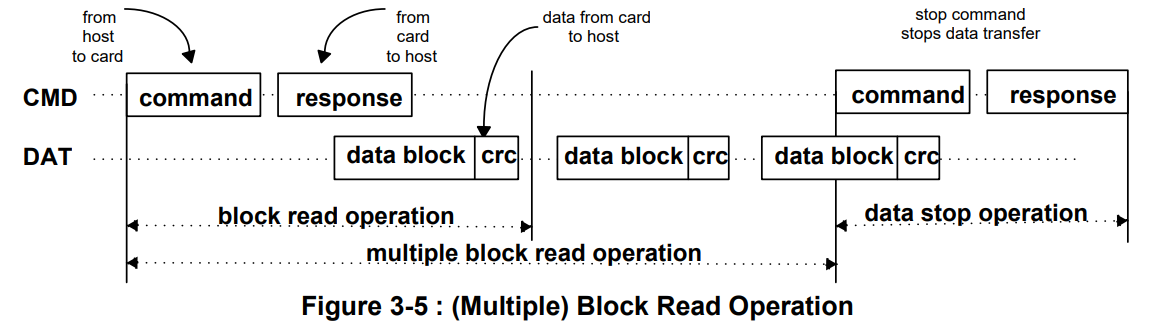 from
host
to card
from
card
to host
data from card
to host
stop command
stops data transfer
CMD
command
response
command
response
DAT
data block
crc
data block
crc
data block
crc
block read operation
data stop operation
multiple block read operation
Figure 3-5 : (Multiple) Block Read Operation